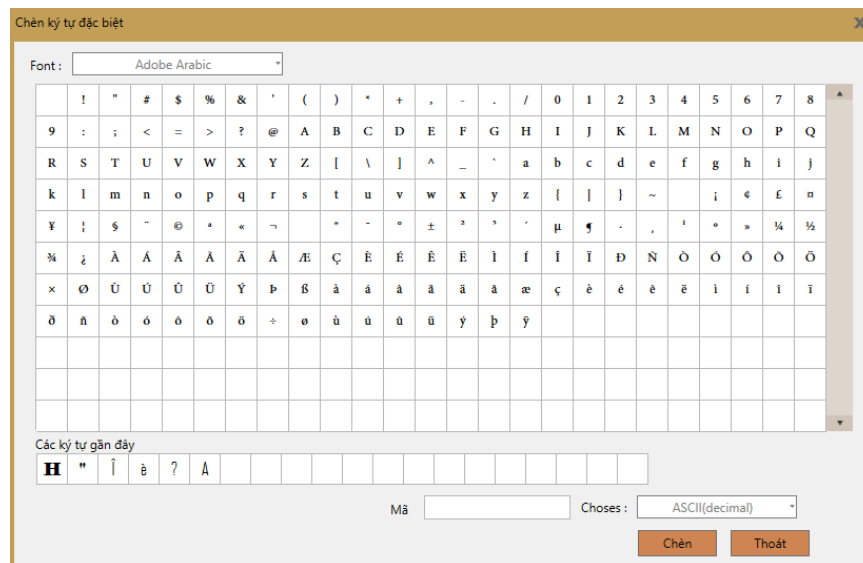 Chèn ký tự đặc biệt x
Font : Adobe Arabic
! " # $ % & ' ( ) * + , - . / 0 1 2 3 4 5 6 7 8
9 : ; < = > ? @ A B C D E F G H I J K L M N O P Q
R S T U V W X Y Z [ \ ] ^ _ ` a b c d e f g h i j
k l m n o p q r s t u v w x y z { | } ~ ¡ ¢ £ ¤
¥ ¦ § ¨ © ª « ¬ ® ¯ ° ± ² ³ ´ µ ¶ · ¸ ¹ º » ¼ ½
¾ ¿ À Á Â Ã Ä Å Æ Ç È É Ê Ë Ì Í Î Ï Ð Ñ Ò Ó Ô Õ Ö
× Ø Ù Ú Û Ü Ý Þ ß à á â ã ä å æ ç è é ê ë ì í î ï
ð ñ ò ó ô õ ö ÷ ø ù ú û ü ý þ ÿ
Các ký tự gần đây
H " Î è ? A
Mã Choses : ASCII(decimal)
Chèn Thoát